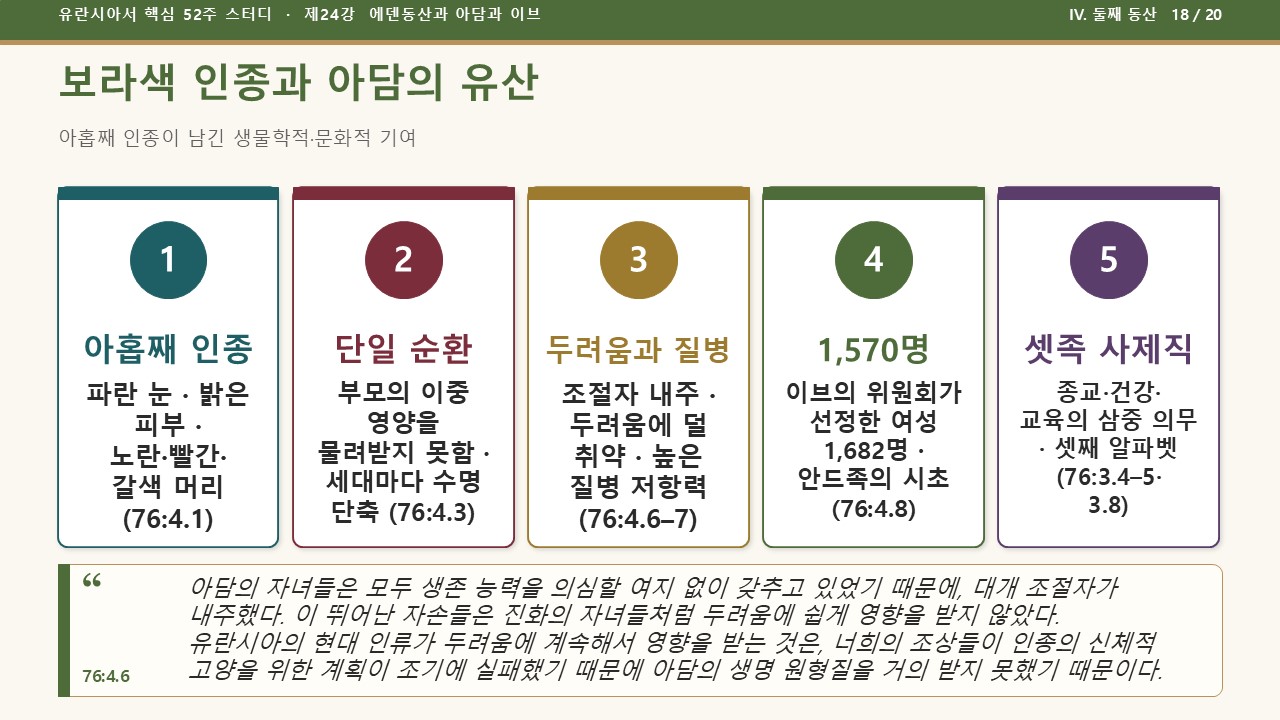 유란시아서 핵심 52주 스터디 · 제24강 에덴동산과 아담과 이브
IV. 둘째 동산 18 / 20
보라색 인종과 아담의 유산
아홉째 인종이 남긴 생물학적·문화적 기여
1
아홉째 인종
파란 눈 · 밝은
피부 ·
노란·빨간·
갈색 머리
(76:4.1)
2
단일 순환
부모의 이중
영양을
물려받지 못함 ·
세대마다 수명
단축 (76:4.3)
3
두려움과 질병
조절자 내주 ·
두려움에 덜
취약 · 높은
질병 저항력
(76:4.6–7)
4
1,570명
이브의 위원회가
선정한 여성
1,682명 ·
안드족의 시초
(76:4.8)
5
셋족 사제직
종교·건강·
교육의 삼중 의무
· 셋째 알파벳
(76:3.4–5·
3.8)
“
아담의 자녀들은 모두 생존 능력을 의심할 여지 없이 갖추고 있었기 때문에, 대개 조절자가
내주했다. 이 뛰어난 자손들은 진화의 자녀들처럼 두려움에 쉽게 영향을 받지 않았다.
유란시아의 현대 인류가 두려움에 계속해서 영향을 받는 것은, 너희의 조상들이 인종의 신체적
고양을 위한 계획이 조기에 실패했기 때문에 아담의 생명 원형질을 거의 받지 못했기 때문이다.
76:4.6